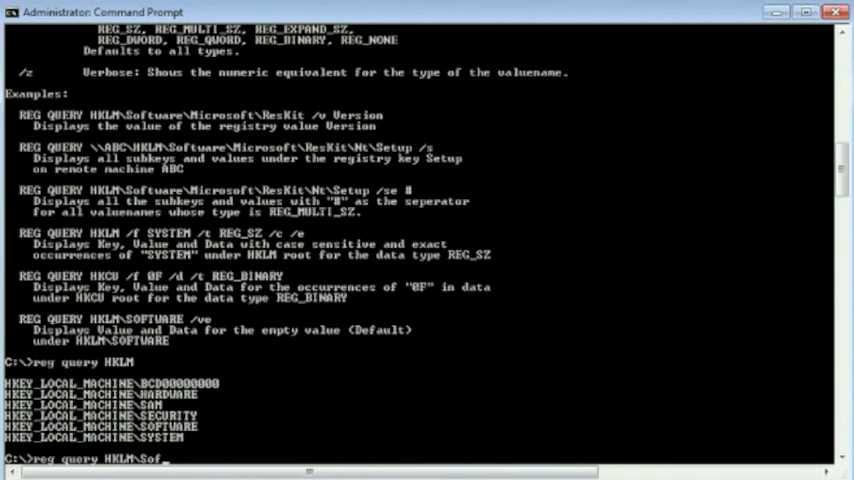 Administrator: Command Prompt
REG_SZ, REG_MULTI_SZ, REG_EXPAND_SZ,
REG_DWORD, REG_QWORD, REG_BINARY, REG_NONE
Defaults to all types.
/z Verbose: Shows the numeric equivalent for the type of the valuename.
Examples:
REG QUERY HKLM\Software\Microsoft\ResKit /v Version
Displays the value of the registry value Version
REG QUERY \\ABC\HKLM\Software\Microsoft\ResKit\Nt\Setup /s
Displays all subkeys and values under the registry key Setup
on remote machine ABC
REG QUERY HKLM\Software\Microsoft\ResKit\Nt\Setup /se #
Displays all the subkeys and values with "#" as the seperator
for all valuenames whose type is REG_MULTI_SZ.
REG QUERY HKLM /f SYSTEM /t REG_SZ /c /e
Displays Key, Value and Data with case sensitive and exact
occurrences of "SYSTEM" under HKLM root for the data type REG_SZ
REG QUERY HKCU /f 0F /d /t REG_BINARY
Displays Key, Value and Data for the occurrences of "0F" in data
under HKCU root for the data type REG_BINARY
REG QUERY HKLM\SOFTWARE /ve
Displays Value and Data for the empty value (Default)
under HKLM\SOFTWARE
C:\>reg query HKLM
HKEY_LOCAL_MACHINE\BCD00000000
HKEY_LOCAL_MACHINE\HARDWARE
HKEY_LOCAL_MACHINE\SAM
HKEY_LOCAL_MACHINE\SECURITY
HKEY_LOCAL_MACHINE\SOFTWARE
HKEY_LOCAL_MACHINE\SYSTEM
C:\>reg query HKLM\Sof_